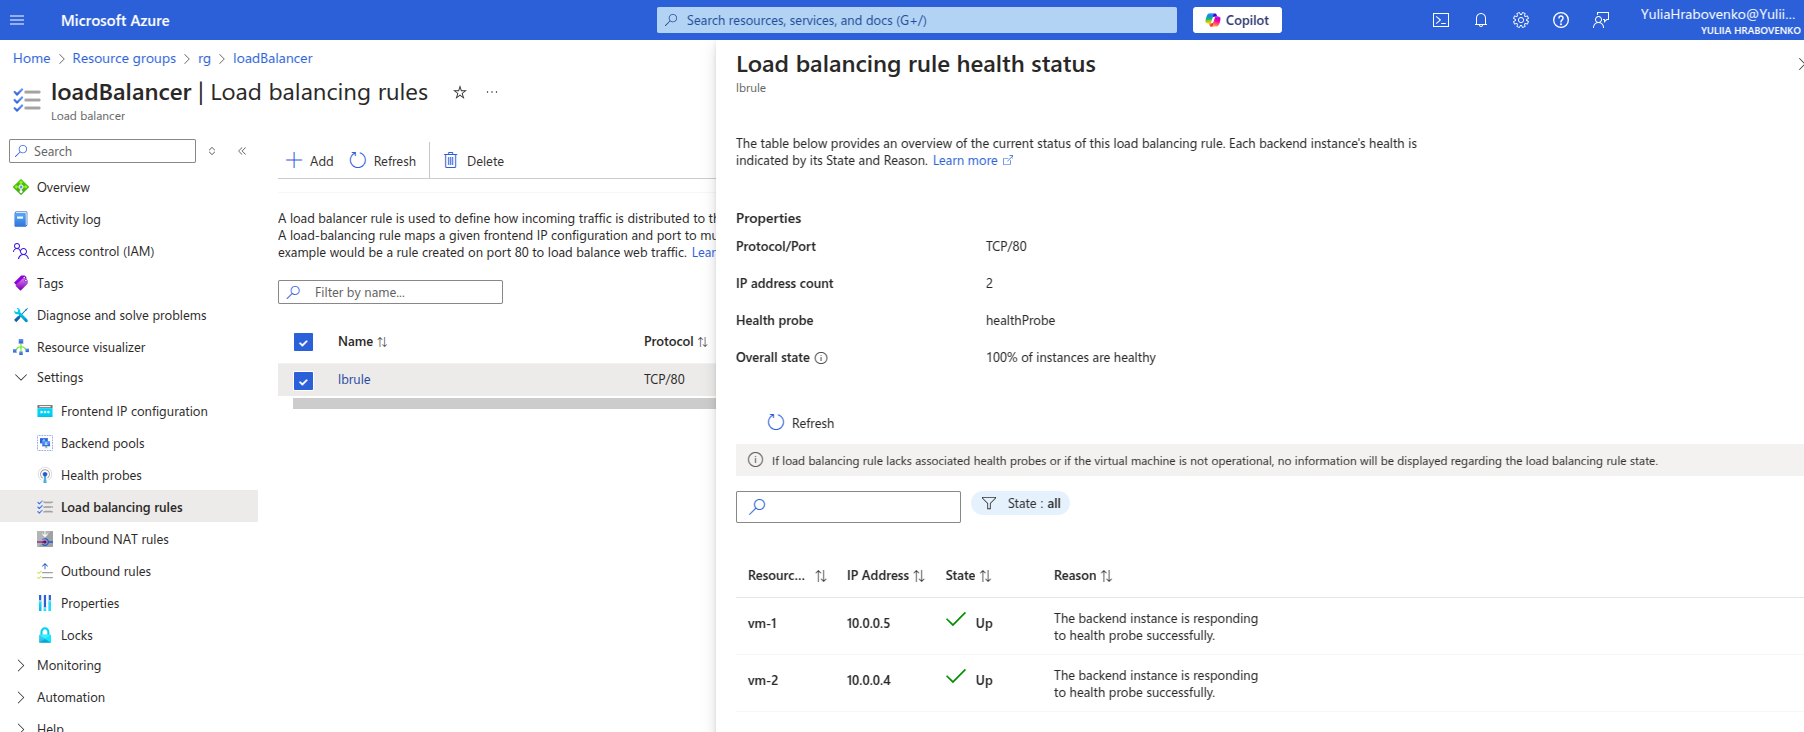 Microsoft Azure
Search resources, services, and docs (G+/)
Copilot
YuliaHrabovenko@Yulii...
YULIIA HRABOVENKO
Home > Resource groups > rg > loadBalancer
loadBalancer | Load balancing rules
Load balancer
Search
Overview
Activity log
Access control (IAM)
Tags
Diagnose and solve problems
Resource visualizer
Settings
Frontend IP configuration
Backend pools
Health probes
Load balancing rules
Inbound NAT rules
Outbound rules
Properties
Locks
Monitoring
Automation
Help
Add Refresh Delete
A load balancer rule is used to define how incoming traffic is distributed to th
A load-balancing rule maps a given frontend IP configuration and port to mu
example would be a rule created on port 80 to load balance web traffic. Lear
Filter by name...
Name Protocol
lbrule TCP/80
Load balancing rule health status
lbrule
The table below provides an overview of the current status of this load balancing rule. Each backend instance's health is
indicated by its State and Reason. Learn more
Properties
Protocol/Port TCP/80
IP address count 2
Health probe healthProbe
Overall state 100% of instances are healthy
Refresh
If load balancing rule lacks associated health probes or if the virtual machine is not operational, no information will be displayed regarding the load balancing rule state.
State : all
Resourc... IP Address State Reason
vm-1 10.0.0.5 Up The backend instance is responding
to health probe successfully.
vm-2 10.0.0.4 Up The backend instance is responding
to health probe successfully.